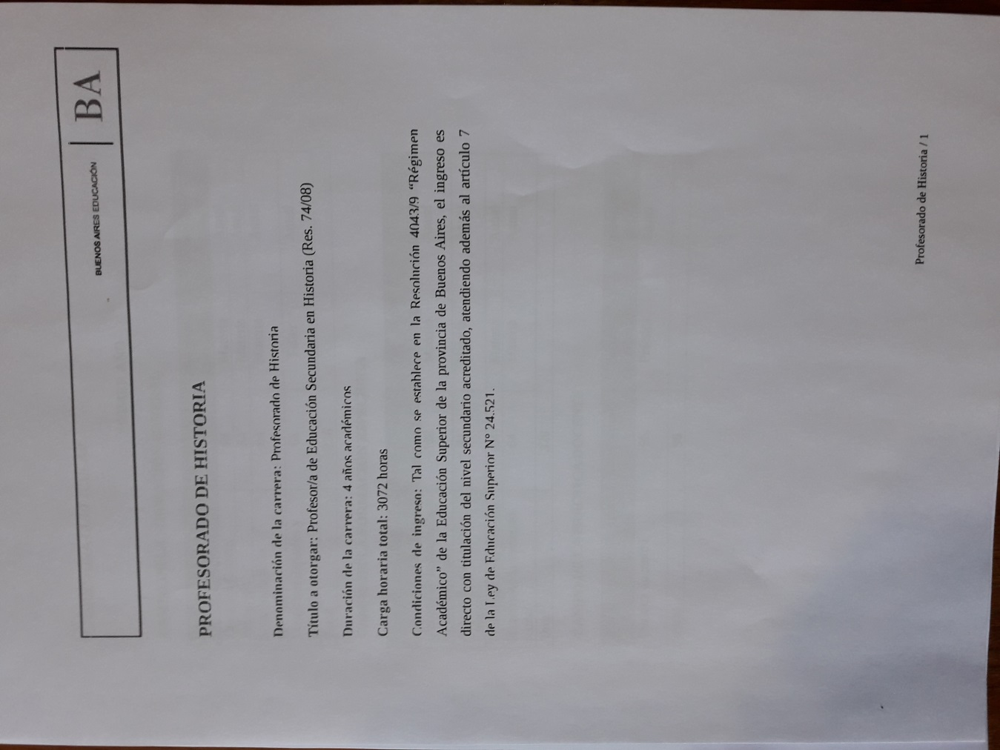 BUENOS AIRES EDUCACIÓN
BA
PROFESORADO DE HISTORIA
Denominación de la carrera: Profesorado de Historia
Título a otorgar: Profesor/a de Educación Secundaria en Historia (Res. 74/08)
Duración de la carrera: 4 años académicos
Carga horaria total: 3072 horas
Condiciones de ingreso: Tal como se establece en la Resolución 4043/9 “Régimen
Académico” de la Educación Superior de la provincia de Buenos Aires, el ingreso es
directo con titulación del nivel secundario acreditado, atendiendo además al artículo 7
de la Ley de Educación Superior N° 24.521.
Profesorado de Historia / 1